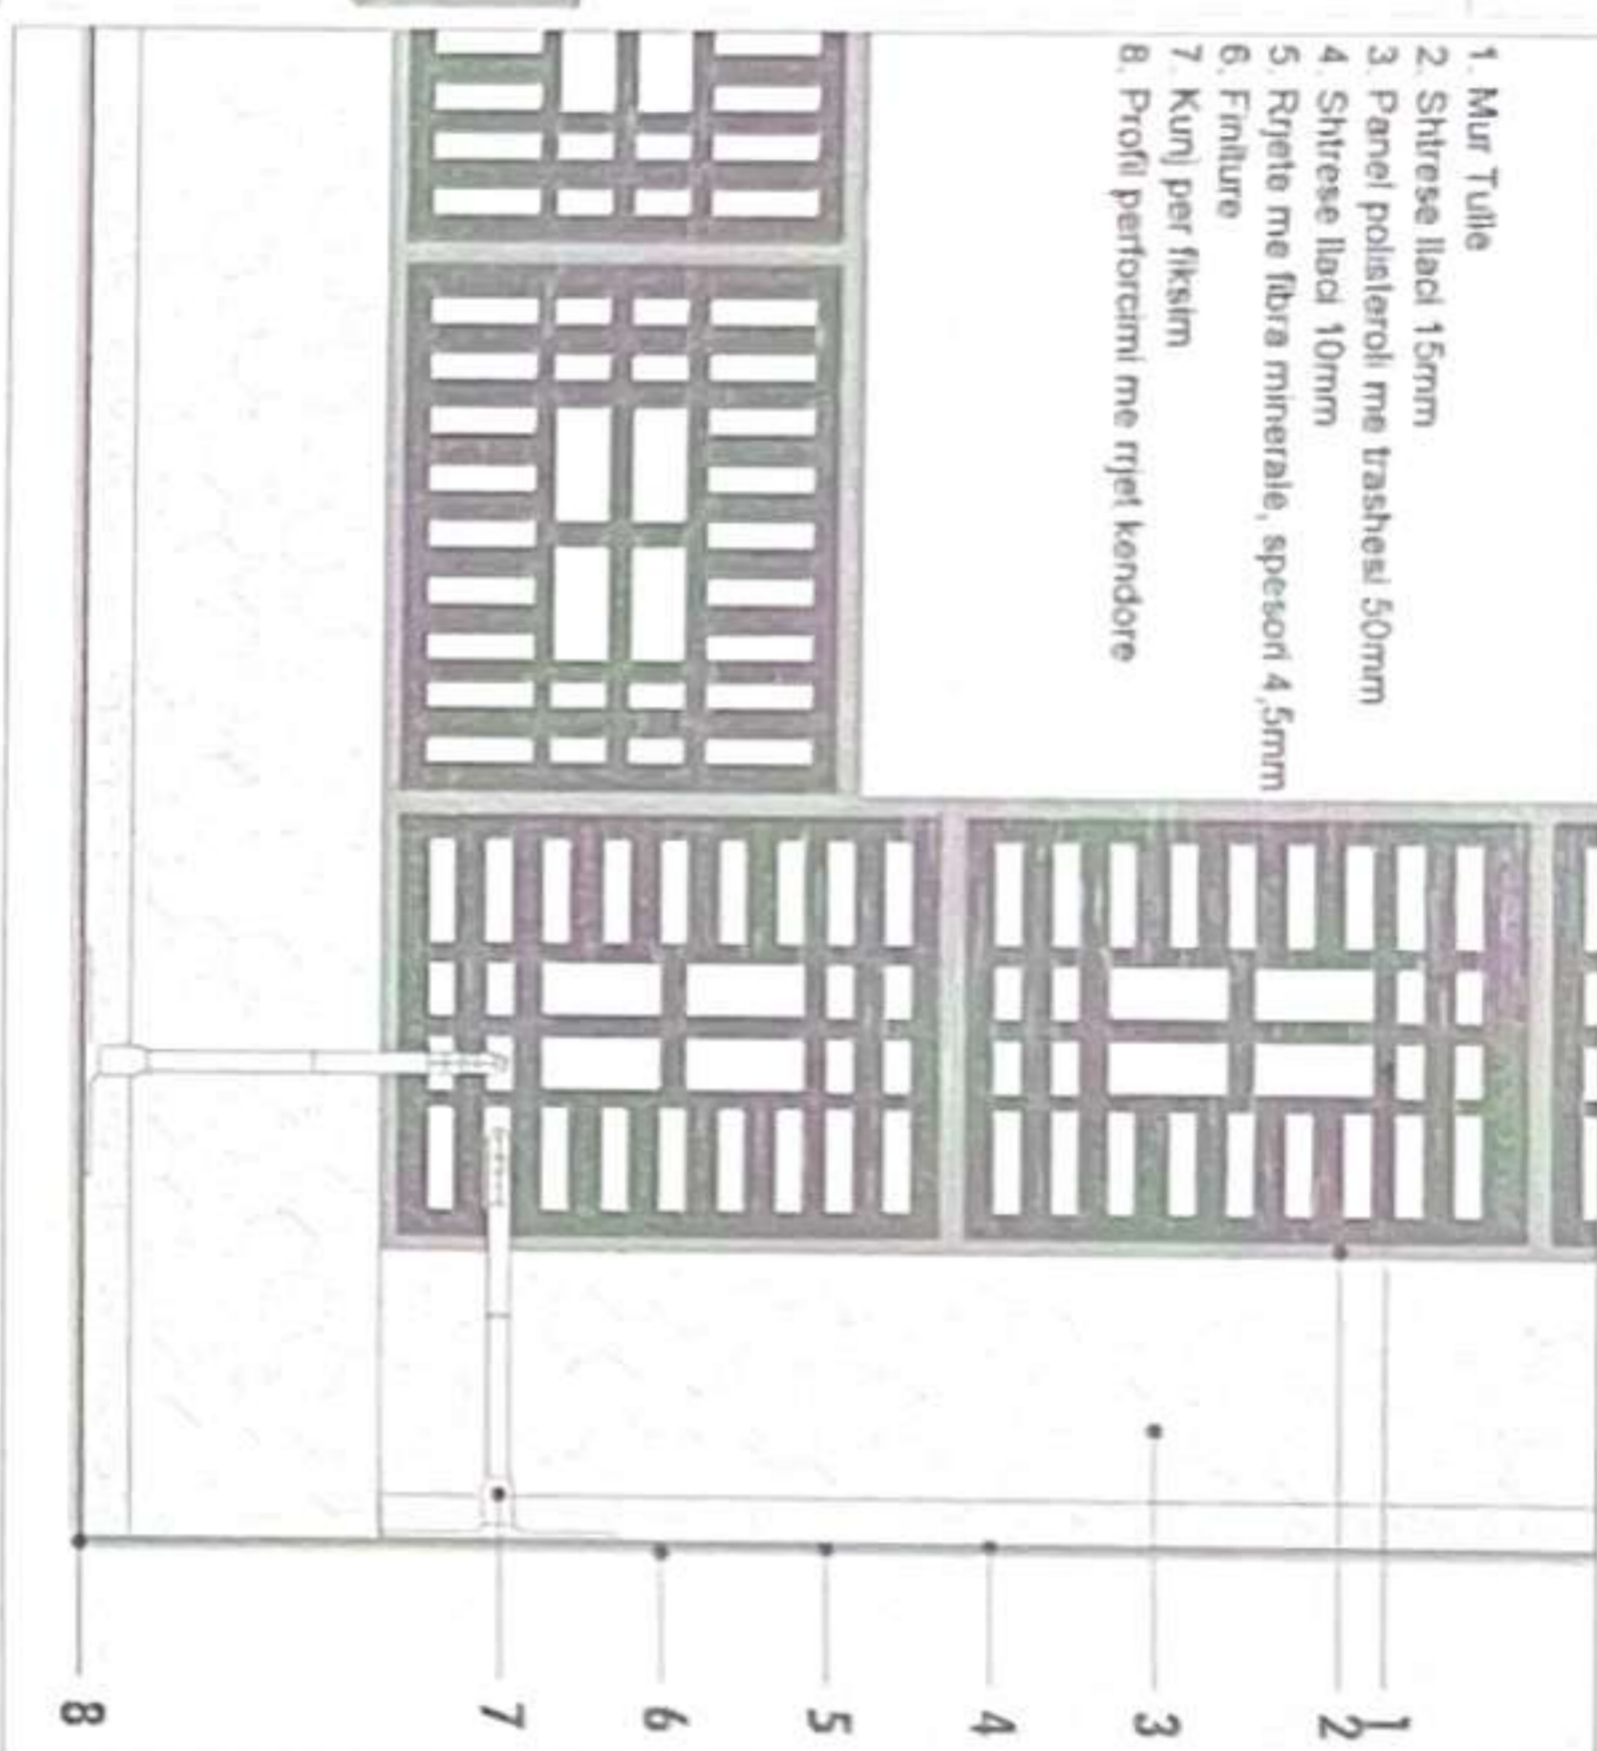 1. Mur Tulle
2. Shtrese llaci 15mm
3. Panel polisteroli me trashesi 50mm
4. Shtrese llaci 10mm
5. Rrjete me fibra minerale, spesori 4,5mm
6. Finiture
7. Kunj per fiksim
8. Profil perforcimi me rrjet kendore
1
2
3
4
5
6
7
8